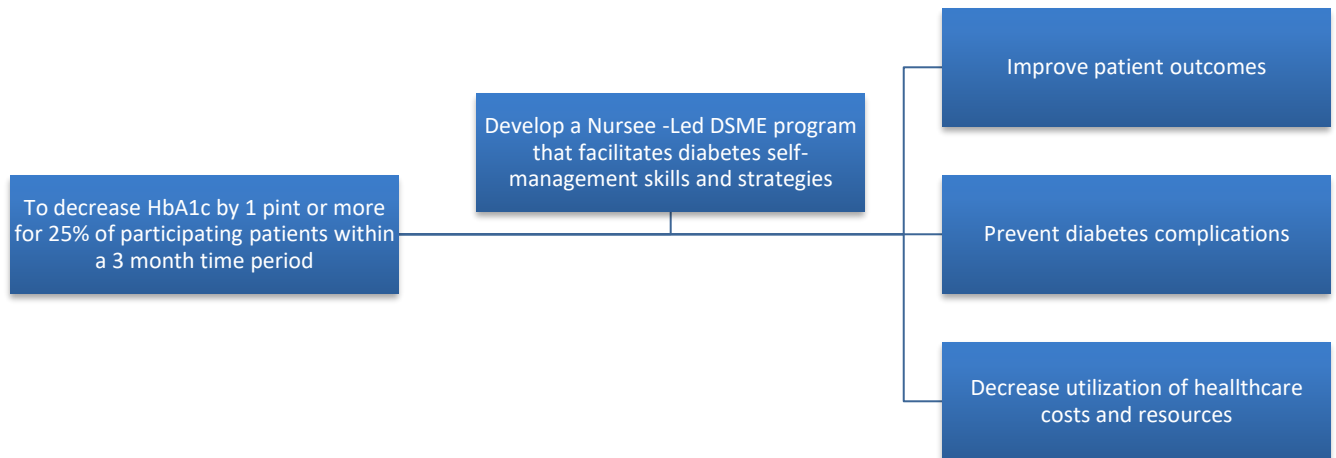 To decrease HbA1c by 1 pint or more
for 25% of participating patients within
a 3 month time period
Develop a Nursee -Led DSME program
that facilitates diabetes self-
management skills and strategies
Improve patient outcomes
Prevent diabetes complications
Decrease utilization of heallthcare
costs and resources